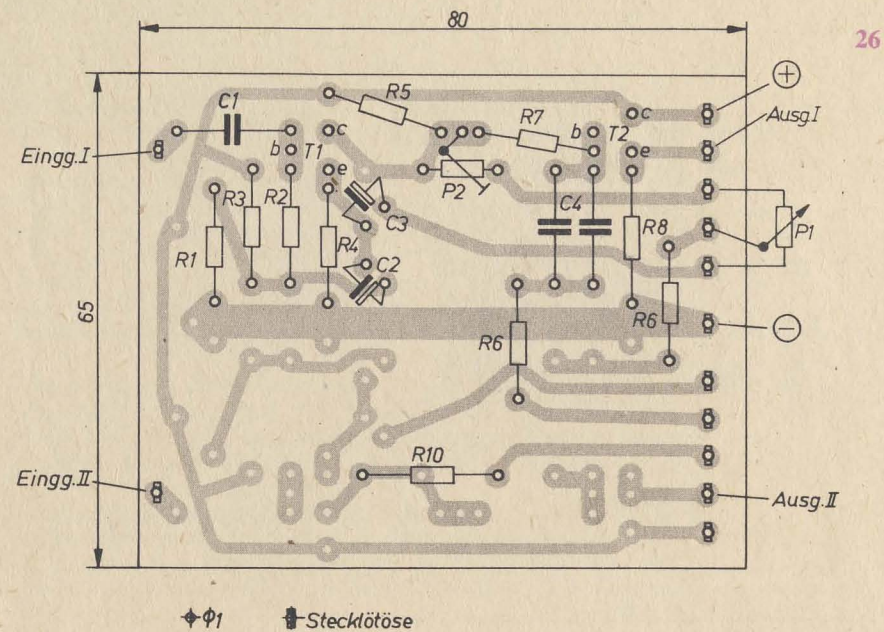 80
26
65
C1
R5
R7
c
+
Ausg.I
Eingg.I
b
T1
c
b
T2
e
e
P2
R3
R2
C3
C4
R8
P1
R1
R4
C2
R6
R6
−
Eingg.II
R10
Ausg.II
ϕ1
Stecklötöse